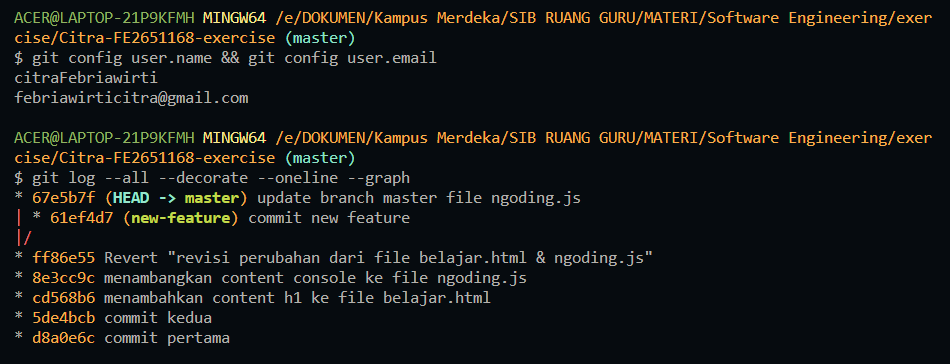 ACER@LAPTOP-21P9KFMH MINGW64 /e/DOKUMEN/Kampus Merdeka/SIB RUANG GURU/MATERI/Software Engineering/exer
cise/Citra-FE2651168-exercise (master)
$ git config user.name && git config user.email
citraFebriawirti
febriawirticitra@gmail.com

ACER@LAPTOP-21P9KFMH MINGW64 /e/DOKUMEN/Kampus Merdeka/SIB RUANG GURU/MATERI/Software Engineering/exer
cise/Citra-FE2651168-exercise (master)
$ git log --all --decorate --oneline --graph
* 67e5b7f (HEAD -> master) update branch master file ngoding.js
| * 61ef4d7 (new-feature) commit new feature
|/
* ff86e55 Revert "revisi perubahan dari file belajar.html & ngoding.js"
* 8e3cc9c menambangkan content console ke file ngoding.js
* cd568b6 menambahkan content h1 ke file belajar.html
* 5de4bcb commit kedua
* d8a0e6c commit pertama